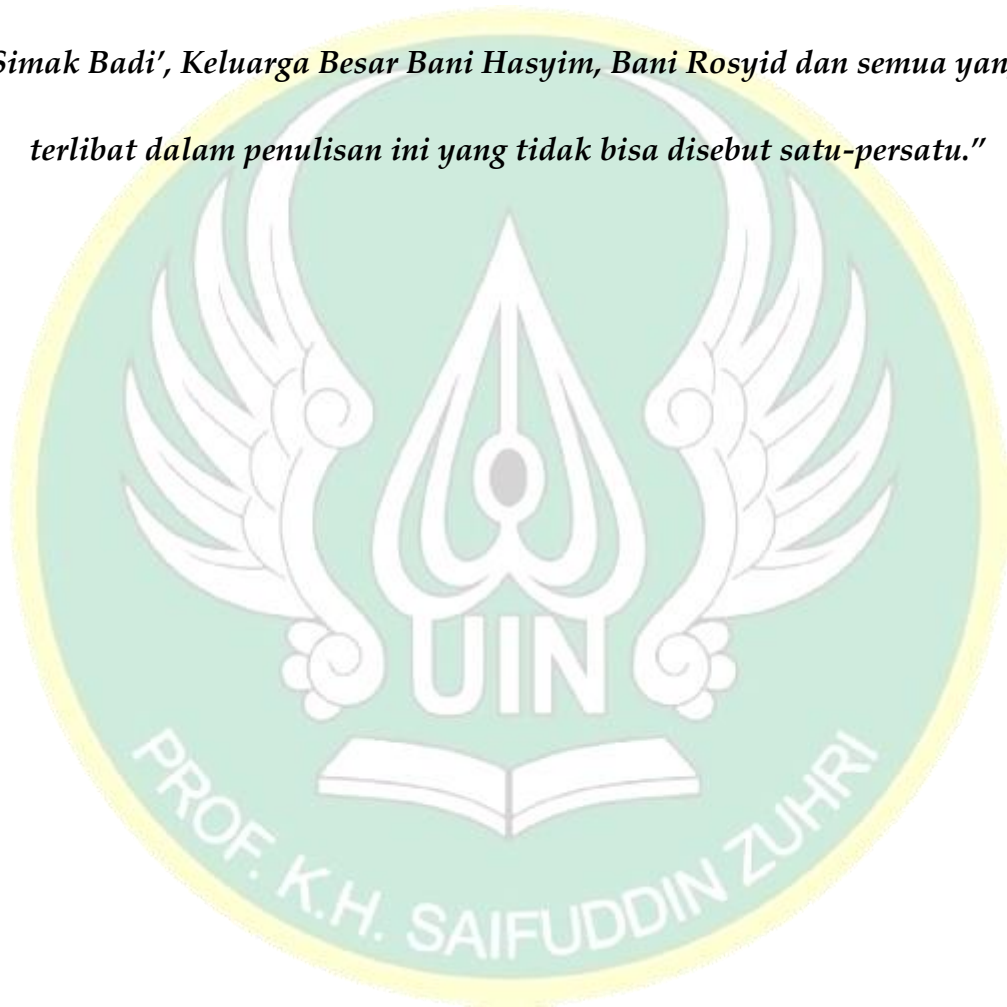 Simak Badi’, Keluarga Besar Bani Hasyim, Bani Rosyid dan semua yang
terlibat dalam penulisan ini yang tidak bisa disebut satu-persatu.”
UIN
PROF. K.H. SAIFUDDIN ZUHRI